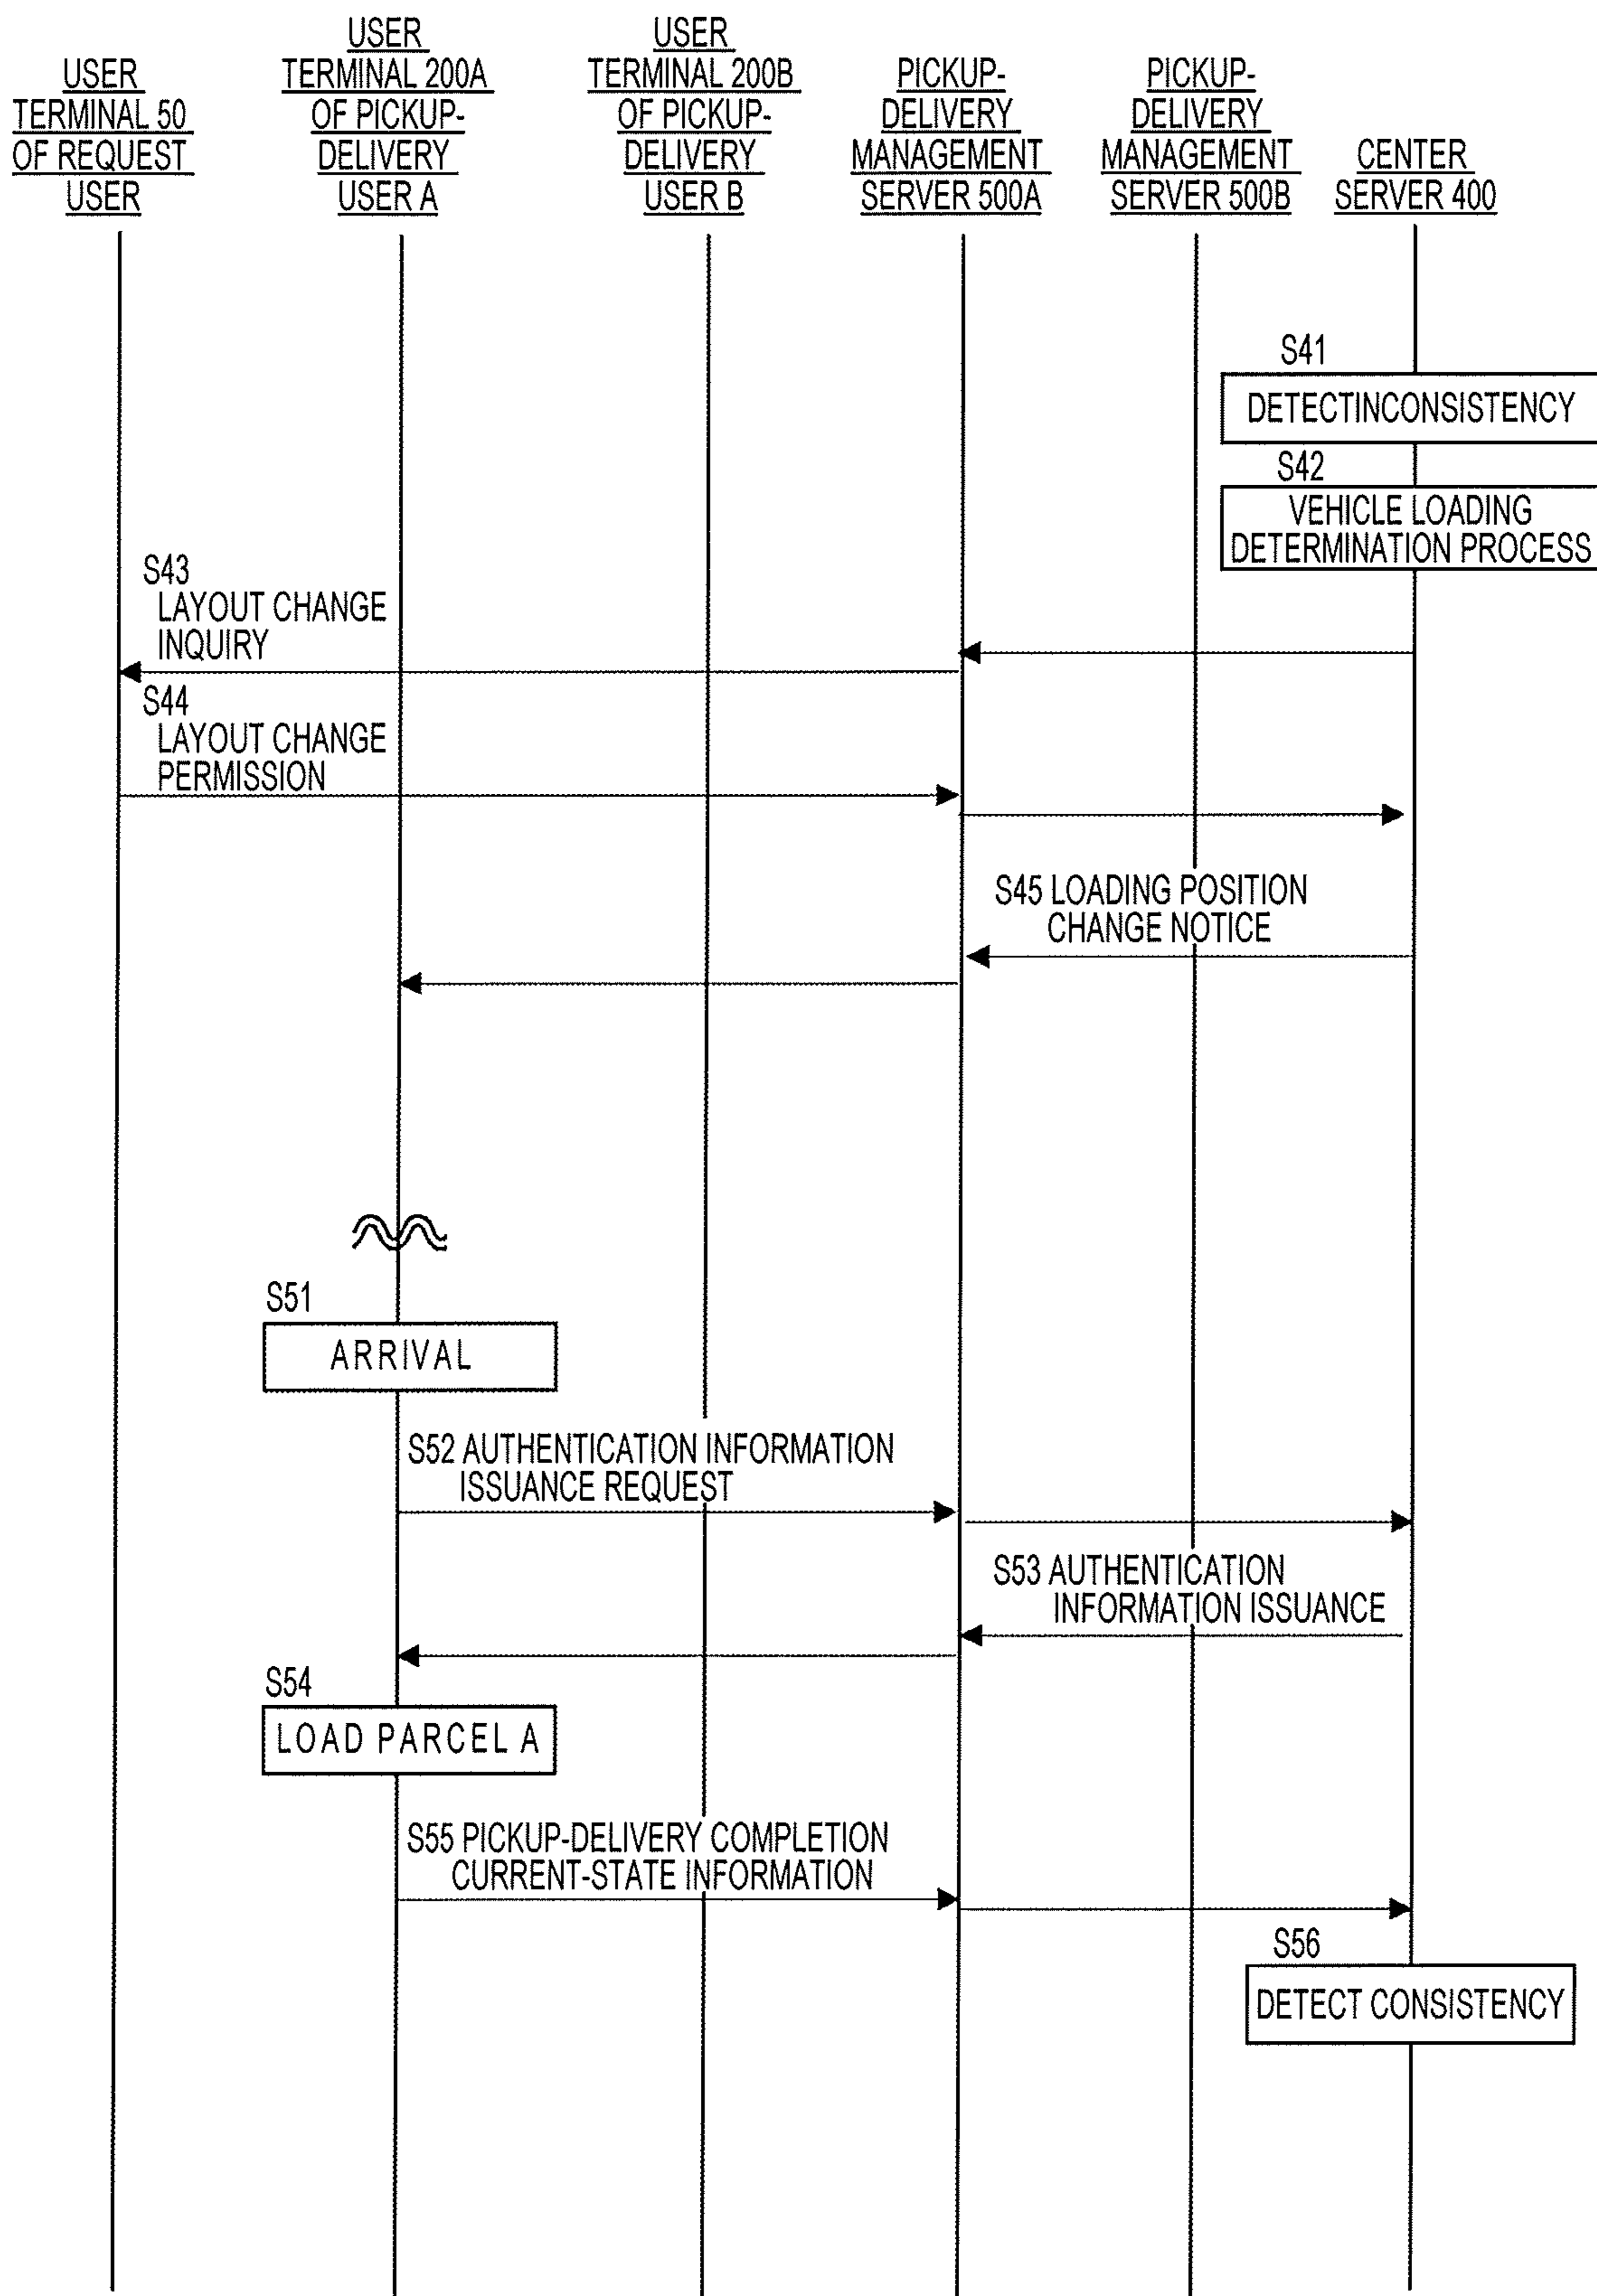 USER
TERMINAL 50
OF REQUEST
USER
USER
TERMINAL 200A
OF PICKUP-
DELIVERY
USER A
USER
TERMINAL 200B
OF PICKUP-
DELIVERY
USER B
PICKUP-
DELIVERY
MANAGEMENT
SERVER 500A
PICKUP-
DELIVERY
MANAGEMENT
SERVER 500B
CENTER
SERVER 400
S41
DETECTINCONSISTENCY
S42
VEHICLE LOADING
DETERMINATION PROCESS
S43
LAYOUT CHANGE
INQUIRY
S44
LAYOUT CHANGE
PERMISSION
S45 LOADING POSITION
CHANGE NOTICE
S51
ARRIVAL
S52 AUTHENTICATION INFORMATION
ISSUANCE REQUEST
S53 AUTHENTICATION
INFORMATION ISSUANCE
S54
LOAD PARCEL A
S55 PICKUP-DELIVERY COMPLETION
CURRENT-STATE INFORMATION
S56
DETECT CONSISTENCY